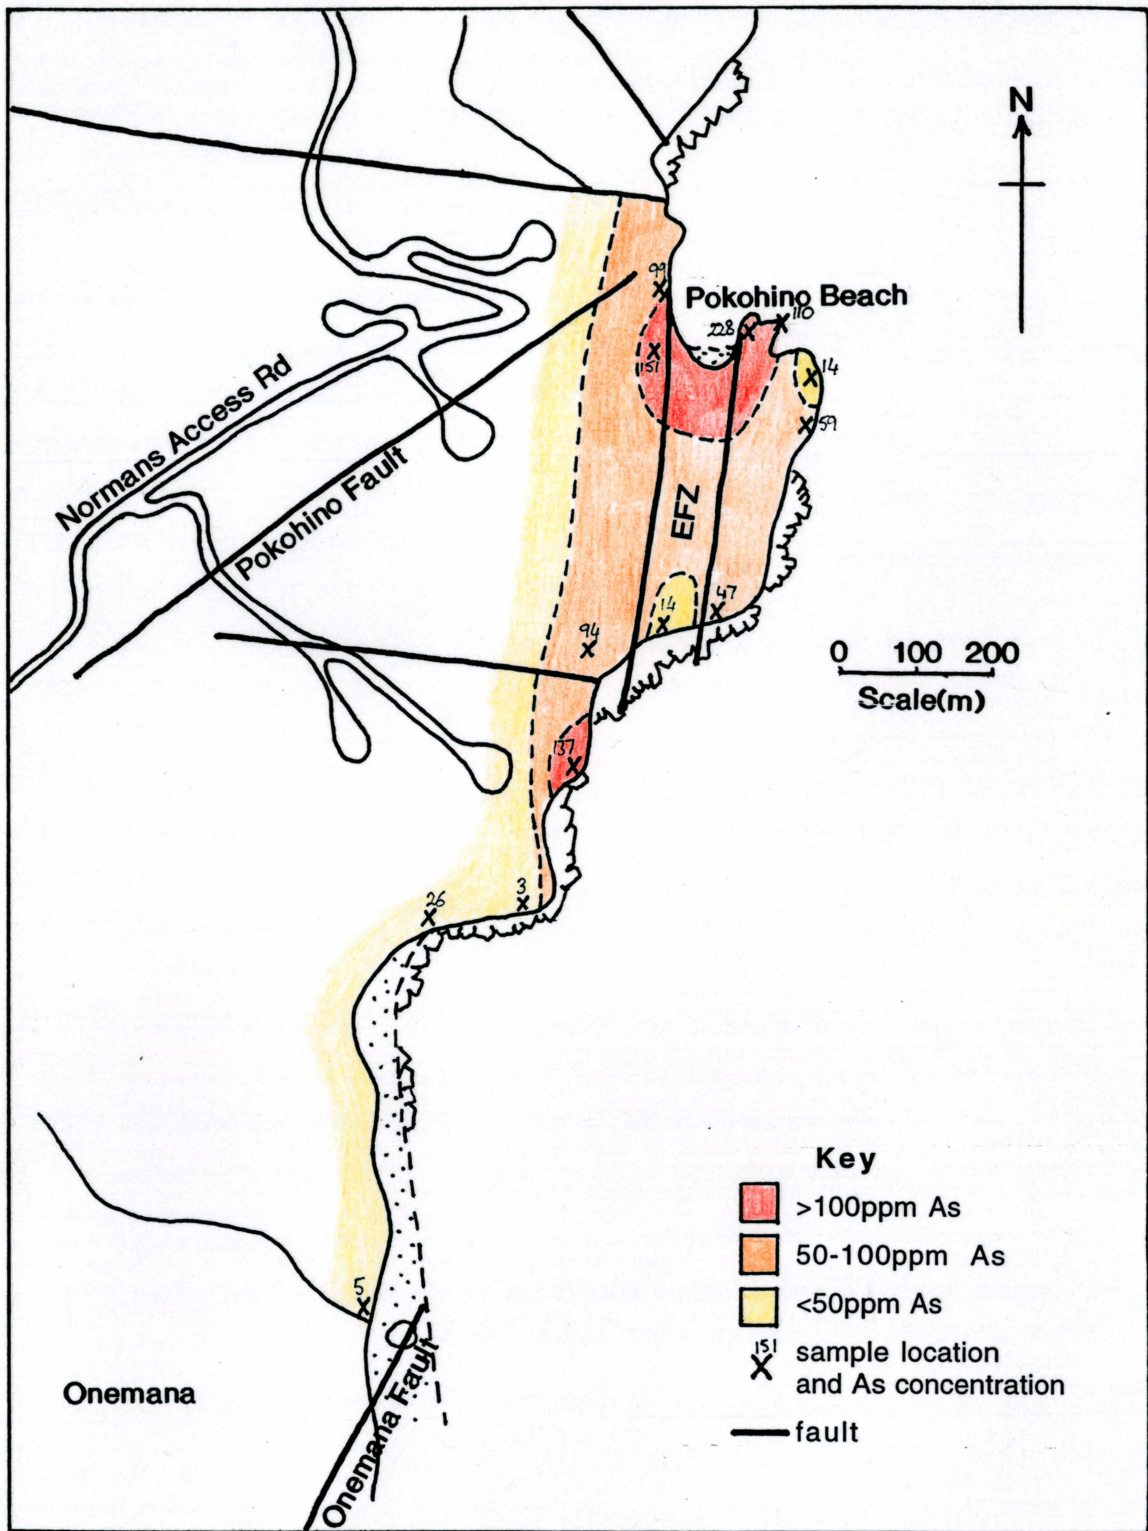 N
99
Pokohino Beach
228
110
151
14
59
Normans Access Rd
Pokohino Fault
EFZ
14
47
94
0 100 200
Scale(m)
137
3
26
5
Onemana
Onemana Fault
Key
>100ppm As
50-100ppm As
<50ppm As
151
sample location
and As concentration
fault